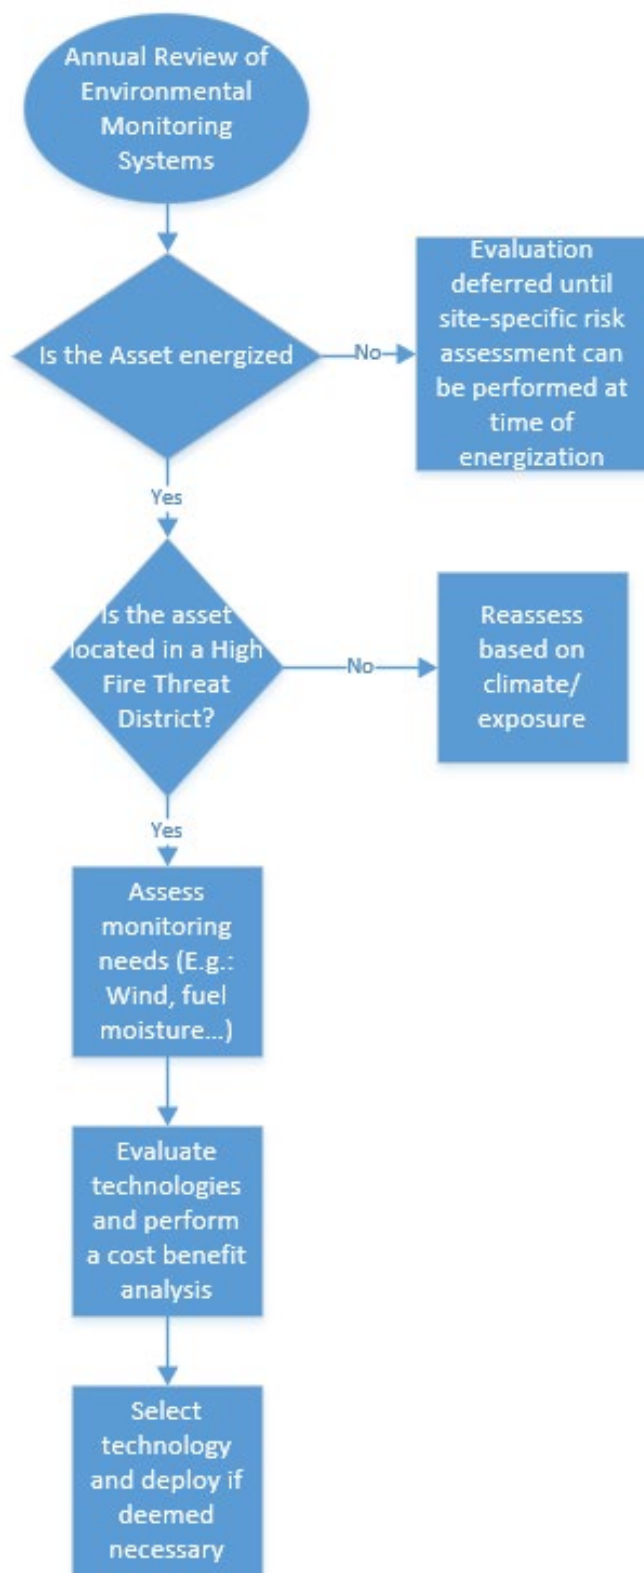 Annual Review of
Environmental
Monitoring
Systems
Is the Asset energized
No
Evaluation
deferred until
site-specific risk
assessment can
be performed at
time of
energization
Yes
Is the asset
located in a High
Fire Threat
District?
No
Reassess
based on
climate/
exposure
Yes
Assess
monitoring
needs (E.g.:
Wind, fuel
moisture...)
Evaluate
technologies
and perform
a cost benefit
analysis
Select
technology
and deploy if
deemed
necessary